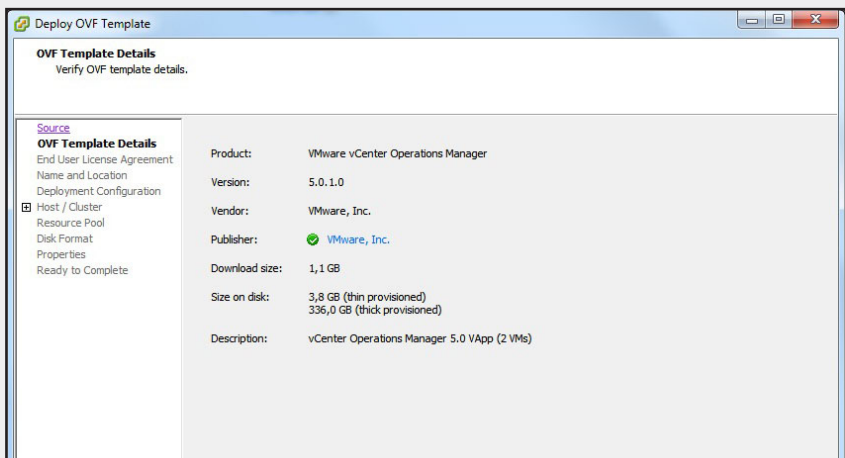 Deploy OVF Template
OVF Template Details
Verify OVF template details.
Source
OVF Template Details
End User License Agreement
Name and Location
Deployment Configuration
Host / Cluster
Resource Pool
Disk Format
Properties
Ready to Complete
Product: VMware vCenter Operations Manager
Version: 5.0.1.0
Vendor: VMware, Inc.
Publisher: VMware, Inc.
Download size: 1,1 GB
Size on disk: 3,8 GB (thin provisioned)
336,0 GB (thick provisioned)
Description: vCenter Operations Manager 5.0 VApp (2 VMs)